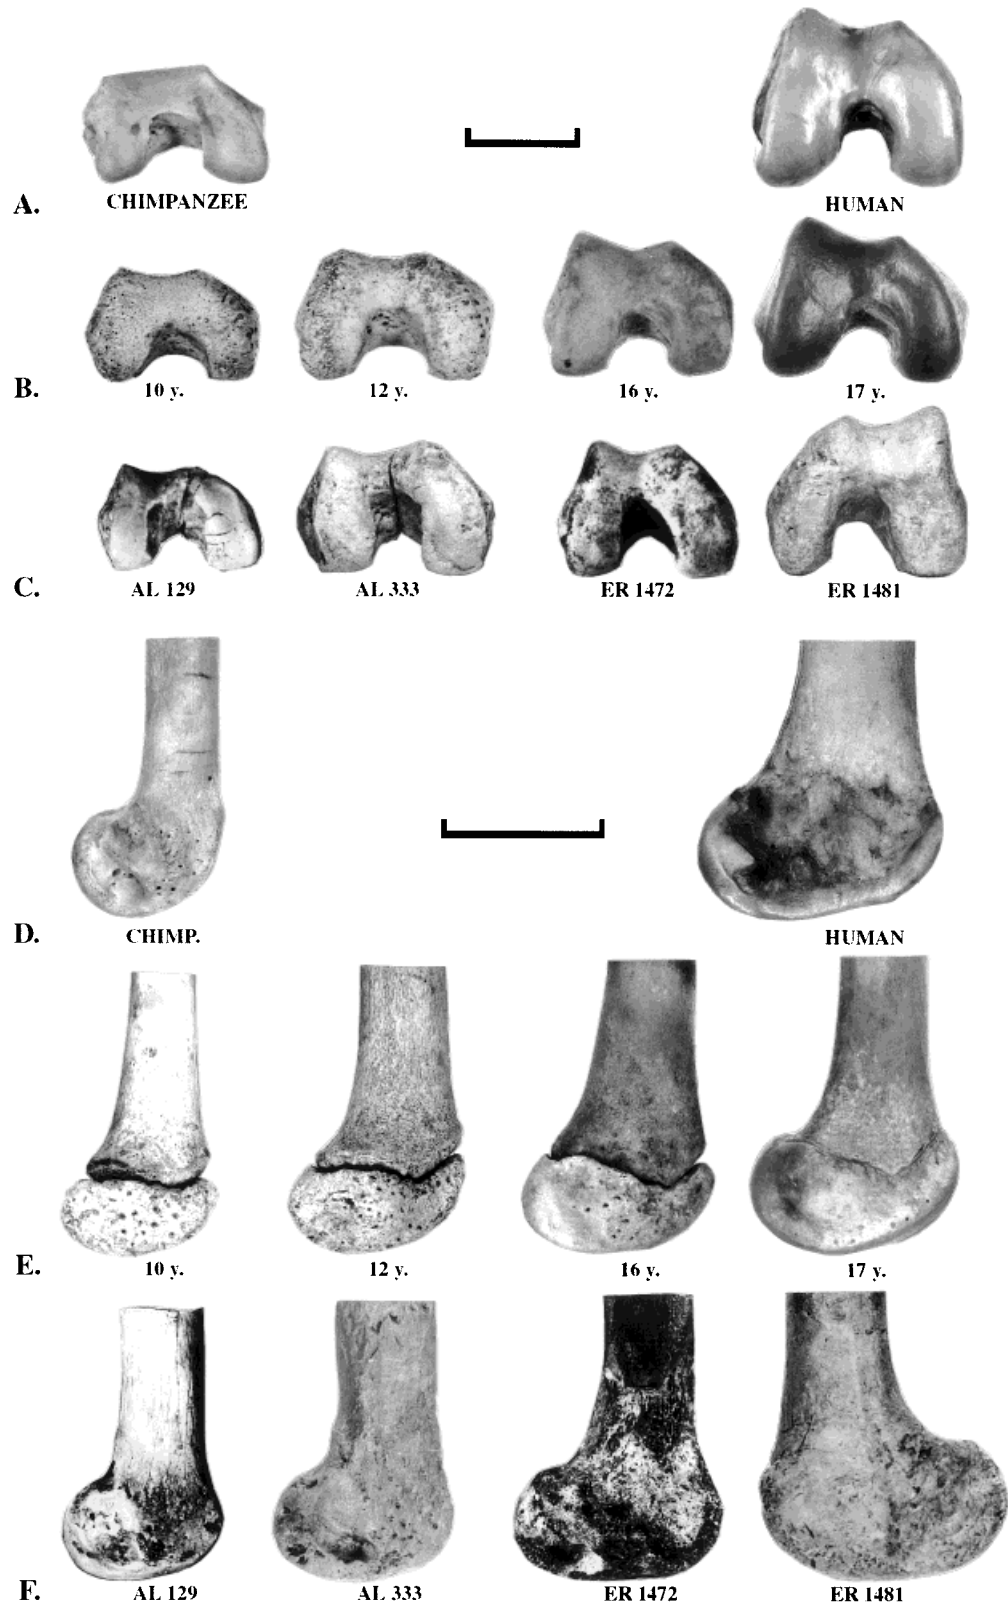 A. CHIMPANZEE HUMAN
B. 10 y. 12 y. 16 y. 17 y.
C. AL 129 AL 333 ER 1472 ER 1481
D. CHIMP. HUMAN
E. 10 y. 12 y. 16 y. 17 y.
F. AL 129 AL 333 ER 1472 ER 1481